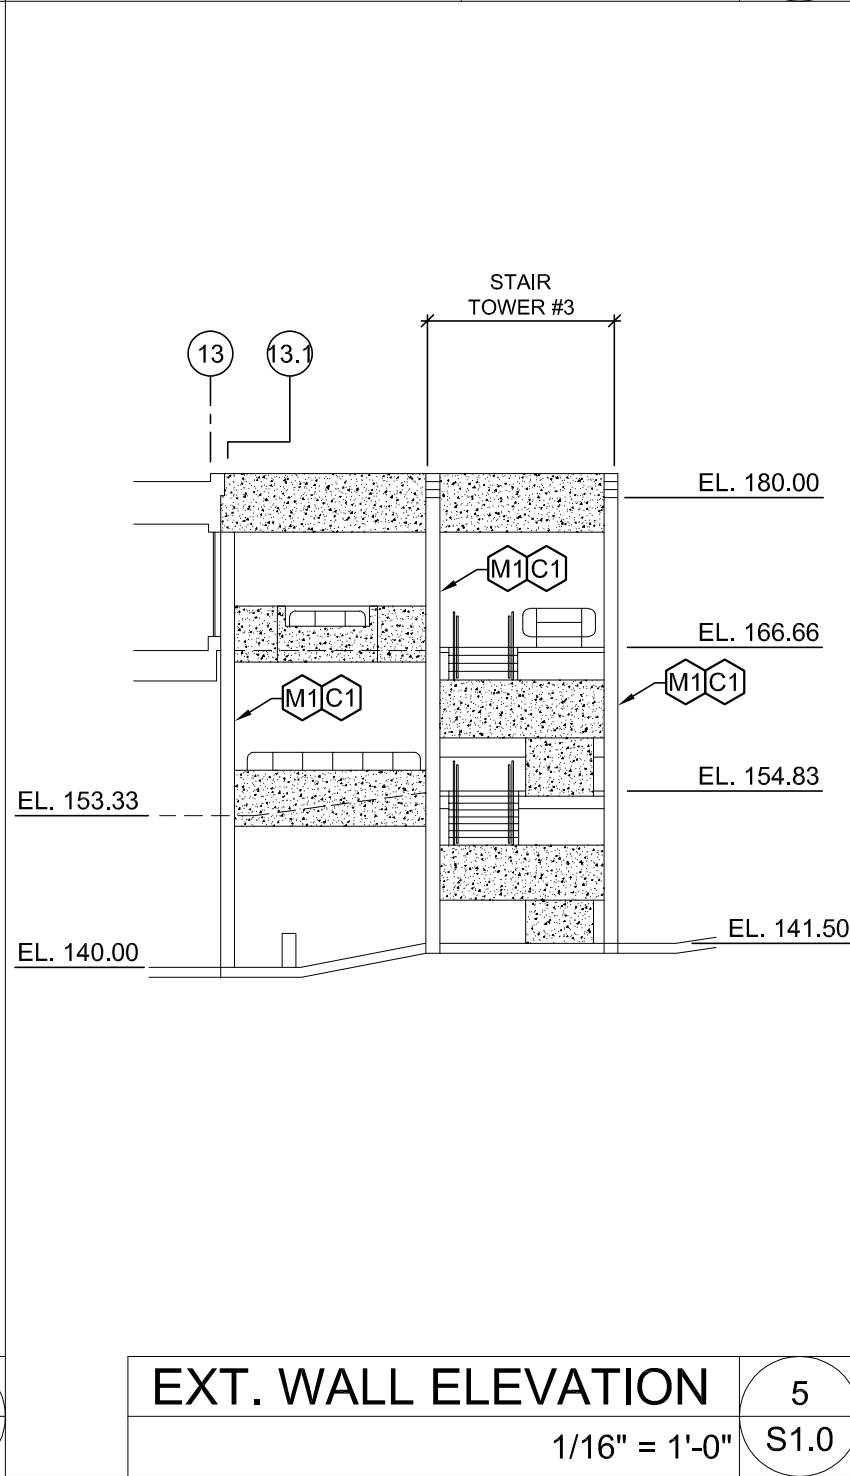 STAIR
TOWER #3
13
13.1
EL. 180.00
M1 C1
EL. 166.66
M1 C1
M1 C1
EL. 154.83
EL. 153.33
EL. 141.50
EL. 140.00
EXT. WALL ELEVATION
5
1/16" = 1'-0"
S1.0